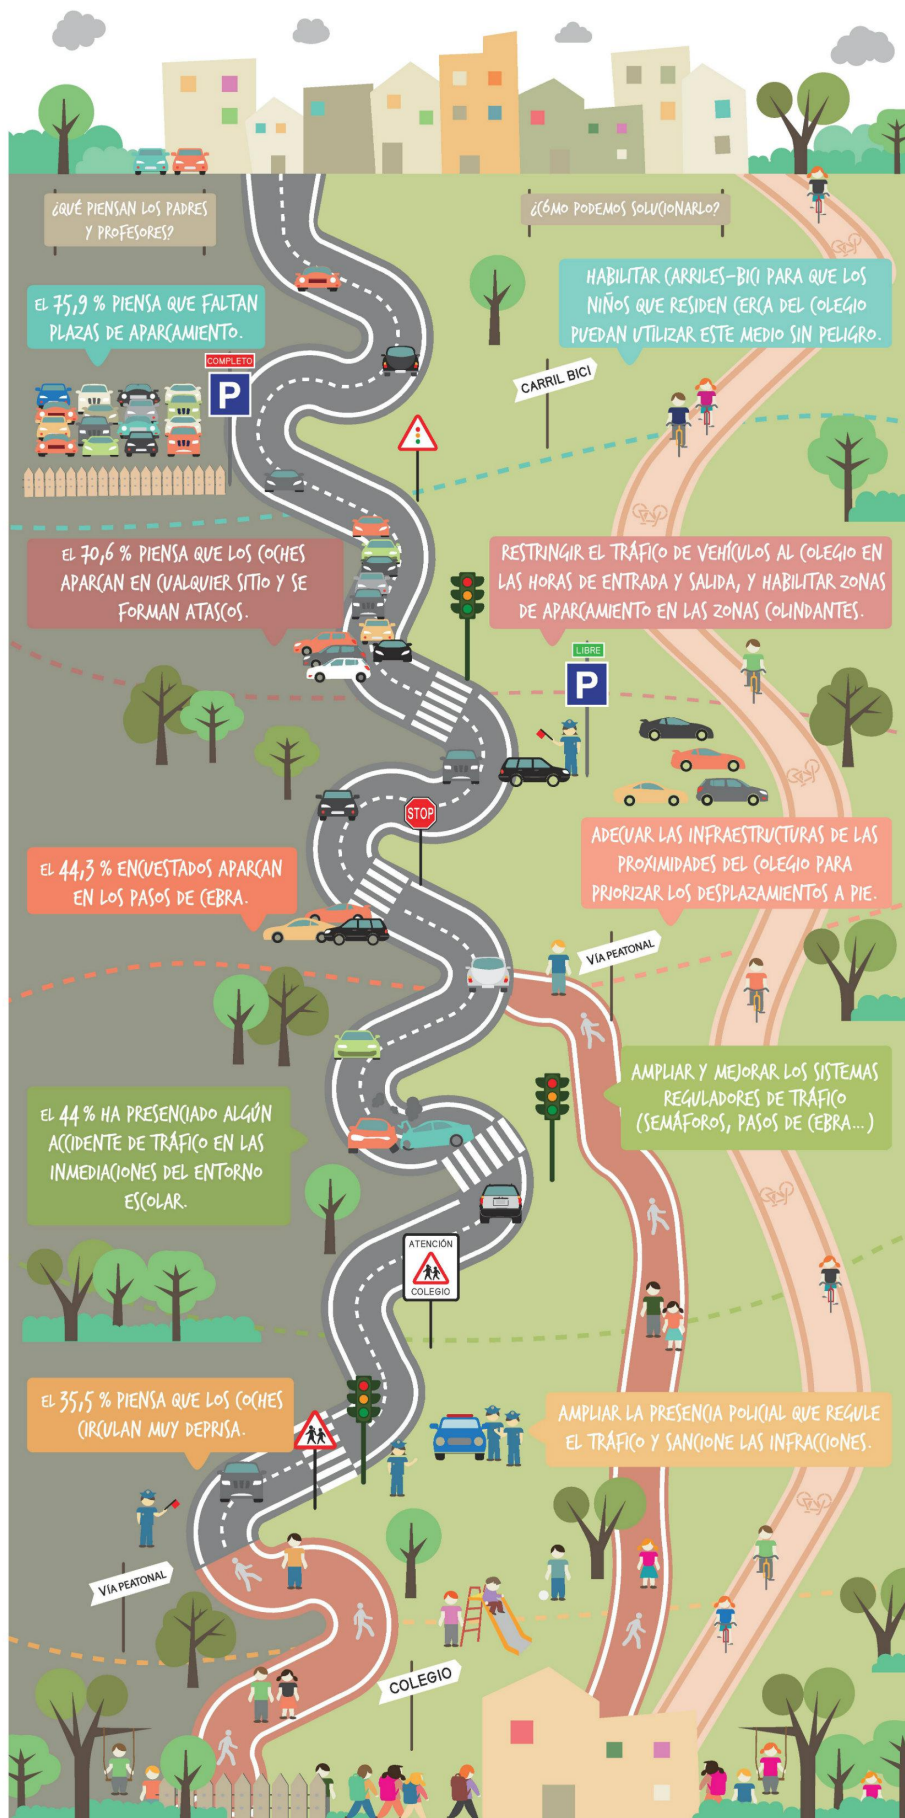 ¿QUÉ PIENSAN LOS PADRES
Y PROFESORES?
¿CÓMO PODEMOS SOLUCIONARLO?
EL 75,9 % PIENSA QUE FALTAN
PLAZAS DE APARCAMIENTO.
HABILITAR CARRILES-BICI PARA QUE LOS
NIÑOS QUE RESIDEN CERCA DEL COLEGIO
PUEDAN UTILIZAR ESTE MEDIO SIN PELIGRO.
COMPLETO
P
CARRIL BICI
EL 70,6 % PIENSA QUE LOS COCHES
APARCAN EN CUALQUIER SITIO Y SE
FORMAN ATASCOS.
RESTRINGIR EL TRÁFICO DE VEHÍCULOS AL COLEGIO EN
LAS HORAS DE ENTRADA Y SALIDA, Y HABILITAR ZONAS
DE APARCAMIENTO EN LAS ZONAS COLINDANTES.
LIBRE
P
STOP
EL 44,3 % ENCUESTADOS APARCAN
EN LOS PASOS DE CEBRA.
ADECUAR LAS INFRAESTRUCTURAS DE LAS
PROXIMIDADES DEL COLEGIO PARA
PRIORIZAR LOS DESPLAZAMIENTOS A PIE.
VÍA PEATONAL
EL 44 % HA PRESENCIADO ALGÚN
ACCIDENTE DE TRÁFICO EN LAS
INMEDIACIONES DEL ENTORNO
ESCOLAR.
AMPLIAR Y MEJORAR LOS SISTEMAS
REGULADORES DE TRÁFICO
(SEMÁFOROS, PASOS DE CEBRA...)
ATENCIÓN
COLEGIO
EL 35,5 % PIENSA QUE LOS COCHES
CIRCULAN MUY DEPRISA.
AMPLIAR LA PRESENCIA POLICIAL QUE REGULE
EL TRÁFICO Y SANCIONE LAS INFRACCIONES.
VÍA PEATONAL
COLEGIO